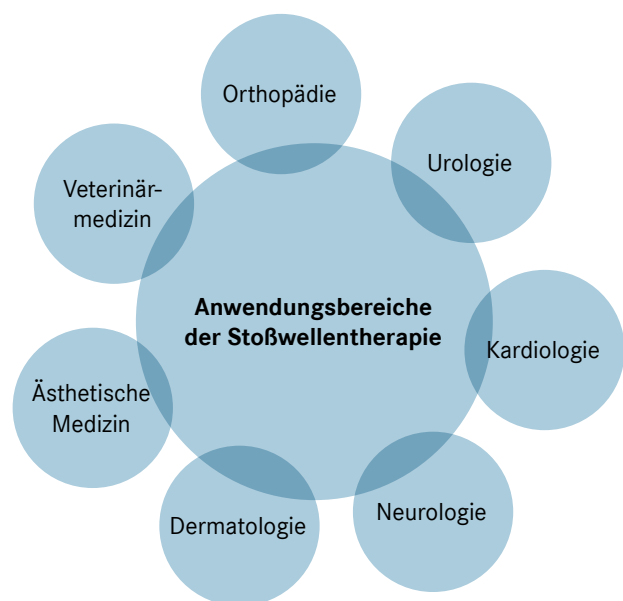 Orthopädie
Urologie
Veterinär-
medizin
Anwendungsbereiche
der Stoßwellentherapie
Kardiologie
Ästhetische
Medizin
Neurologie
Dermatologie